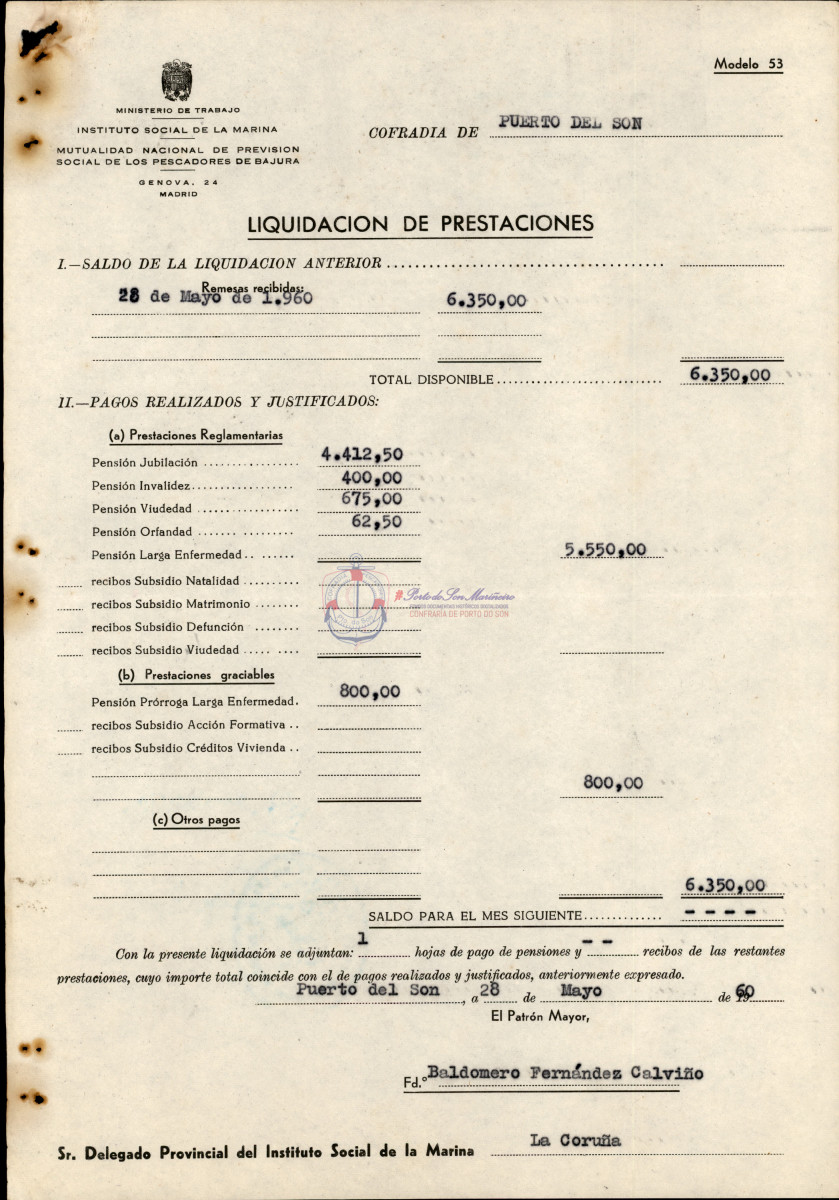 Modelo 53
MINISTERIO DE TRABAJO
INSTITUTO SOCIAL DE LA MARINA
MUTUALIDAD NACIONAL DE PREVISION
SOCIAL DE LOS PESCADORES DE BAJURA
GENOVA, 24
MADRID
COFRADIA DE PUERTO DEL SON
LIQUIDACION DE PRESTACIONES
I.—SALDO DE LA LIQUIDACION ANTERIOR
Remesas recibidas:
28 de Mayo de 1.960 6.350,00
TOTAL DISPONIBLE 6.350,00
II.—PAGOS REALIZADOS Y JUSTIFICADOS:
(a) Prestaciones Reglamentarias
Pensión Jubilación 4.412,50
Pensión Invalidez 400,00
Pensión Viudedad 675,00
Pensión Orfandad 62,50
Pensión Larga Enfermedad 5.550,00
recibos Subsidio Natalidad
recibos Subsidio Matrimonio
recibos Subsidio Defunción
recibos Subsidio Viudedad
#Porto do Son Mariñeiro
FONDOS DOCUMENTAIS HISTÓRICOS DIXITALIZADOS
CONFRARÍA DE PORTO DO SON
(b) Prestaciones graciables
Pensión Prórroga Larga Enfermedad. 800,00
recibos Subsidio Acción Formativa
recibos Subsidio Créditos Vivienda
800,00
(c) Otros pagos
6.350,00
SALDO PARA EL MES SIGUIENTE - - - -
Con la presente liquidación se adjuntan: 1 hojas de pago de pensiones y - - recibos de las restantes
prestaciones, cuyo importe total coincide con el de pagos realizados y justificados, anteriormente expresado.
Puerto del Son, a 28 de Mayo de 1960
El Patrón Mayor,
Fd.º Baldomero Fernández Calviño
Sr. Delegado Provincial del Instituto Social de la Marina La Coruña